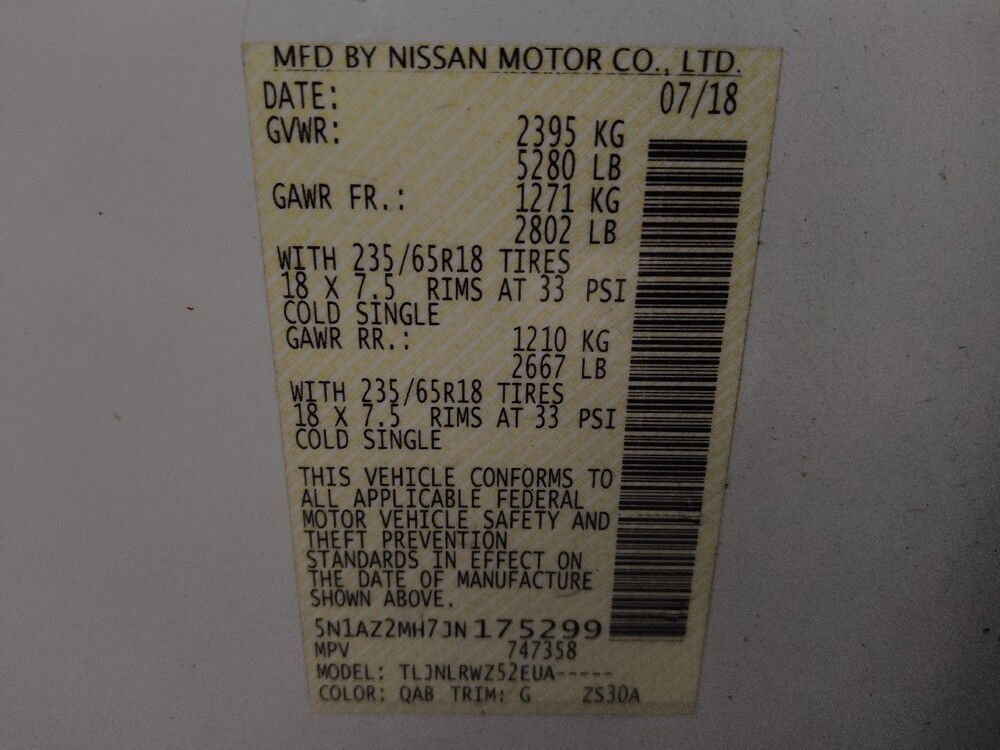 MFD BY NISSAN MOTOR CO., LTD.
DATE: 07/18
GVWR: 2395 KG
5280 LB
GAWR FR.: 1271 KG
2802 LB
WITH 235/65R18 TIRES
18 X 7.5 RIMS AT 33 PSI
COLD SINGLE
GAWR RR.: 1210 KG
2667 LB
WITH 235/65R18 TIRES
18 X 7.5 RIMS AT 33 PSI
COLD SINGLE
THIS VEHICLE CONFORMS TO
ALL APPLICABLE FEDERAL
MOTOR VEHICLE SAFETY AND
THEFT PREVENTION
STANDARDS IN EFFECT ON
THE DATE OF MANUFACTURE
SHOWN ABOVE.
5N1AZ2MH7JN175299
MPV 747358
MODEL: TLJNLRWZ52EUA-----
COLOR: QAB TRIM: G ZS30A